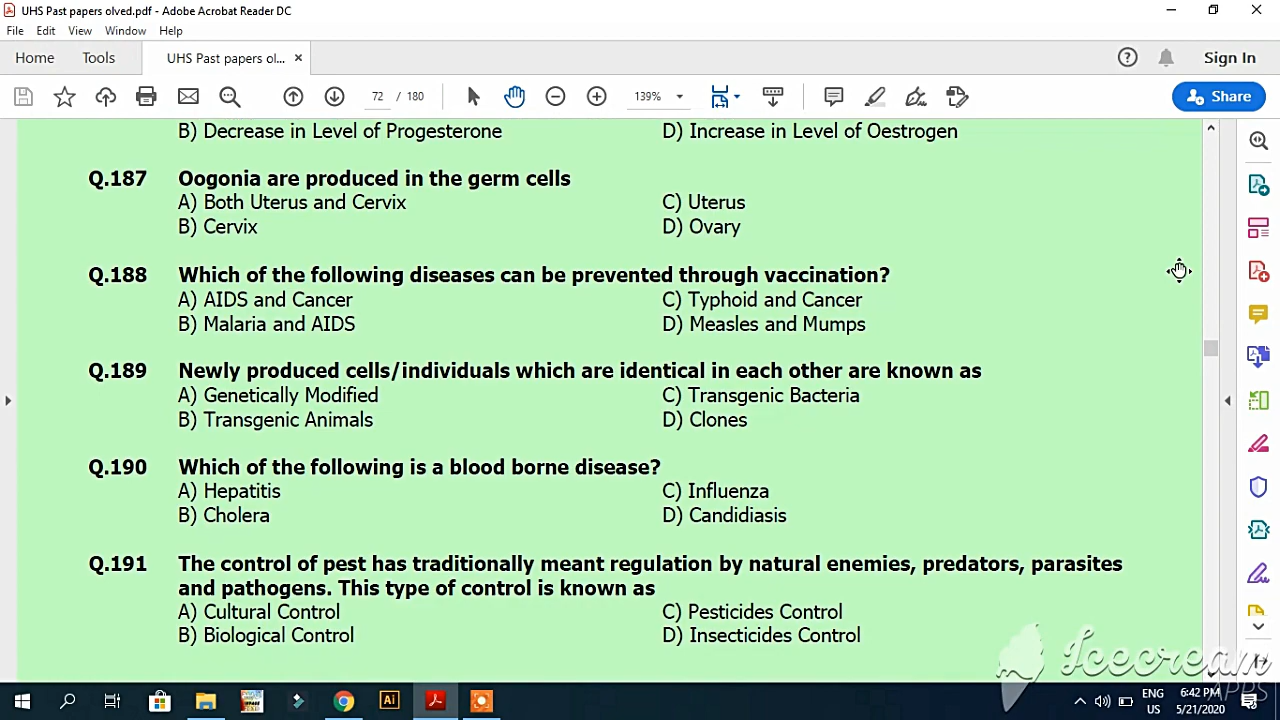 UHS Past papers olved.pdf - Adobe Acrobat Reader DC
File Edit View Window Help
Home Tools UHS Past papers ol... Sign In
72 / 180 139% Share
B) Decrease in Level of Progesterone D) Increase in Level of Oestrogen
Q.187 Oogonia are produced in the germ cells
A) Both Uterus and Cervix C) Uterus
B) Cervix D) Ovary
Q.188 Which of the following diseases can be prevented through vaccination?
A) AIDS and Cancer C) Typhoid and Cancer
B) Malaria and AIDS D) Measles and Mumps
Q.189 Newly produced cells/individuals which are identical in each other are known as
A) Genetically Modified C) Transgenic Bacteria
B) Transgenic Animals D) Clones
Q.190 Which of the following is a blood borne disease?
A) Hepatitis C) Influenza
B) Cholera D) Candidiasis
Q.191 The control of pest has traditionally meant regulation by natural enemies, predators, parasites
and pathogens. This type of control is known as
A) Cultural Control C) Pesticides Control
B) Biological Control D) Insecticides Control
Icecream
APPS
Ai ENG 6:42 PM
US 5/21/2020